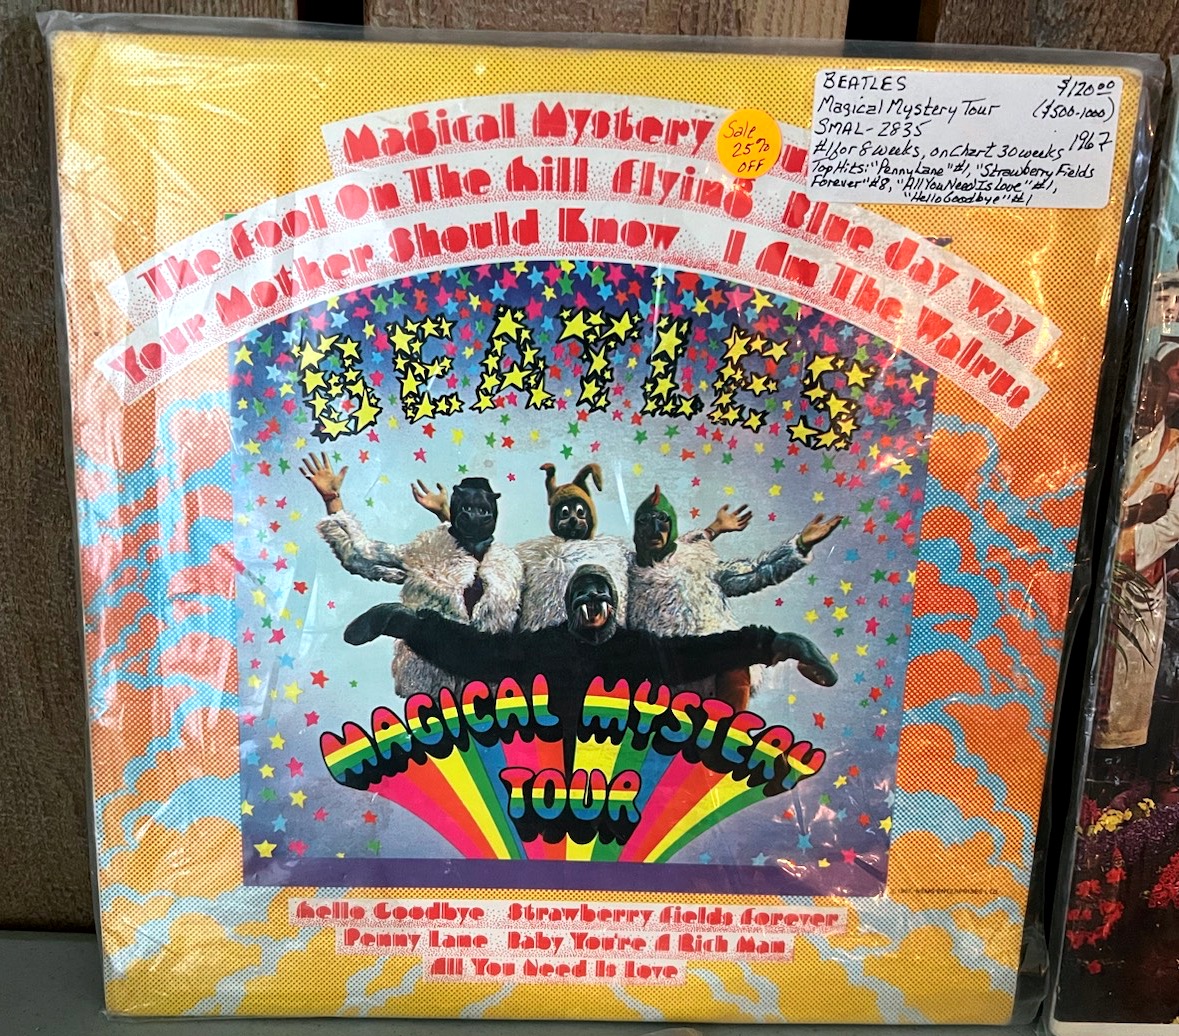 BEATLES $120.00
Magical Mystery Tour ($500-1000)
SMAL-2835
#1 for 8 weeks, on Chart 30 weeks 1967
Top Hits: "Penny Lane" #1, "Strawberry Fields
Forever" #8, "All You Need Is Love" #1,
"Hello Goodbye" #1
Sale
25%
OFF
Magical Mystery
The Fool On The Hill Flying Blue Jay Way
Your Mother Should Know I Am The Walrus
BEATLES
MAGICAL MYSTERY
TOUR
Hello Goodbye Strawberry Fields Forever
Penny Lane Baby You're A Rich Man
All You Need Is Love